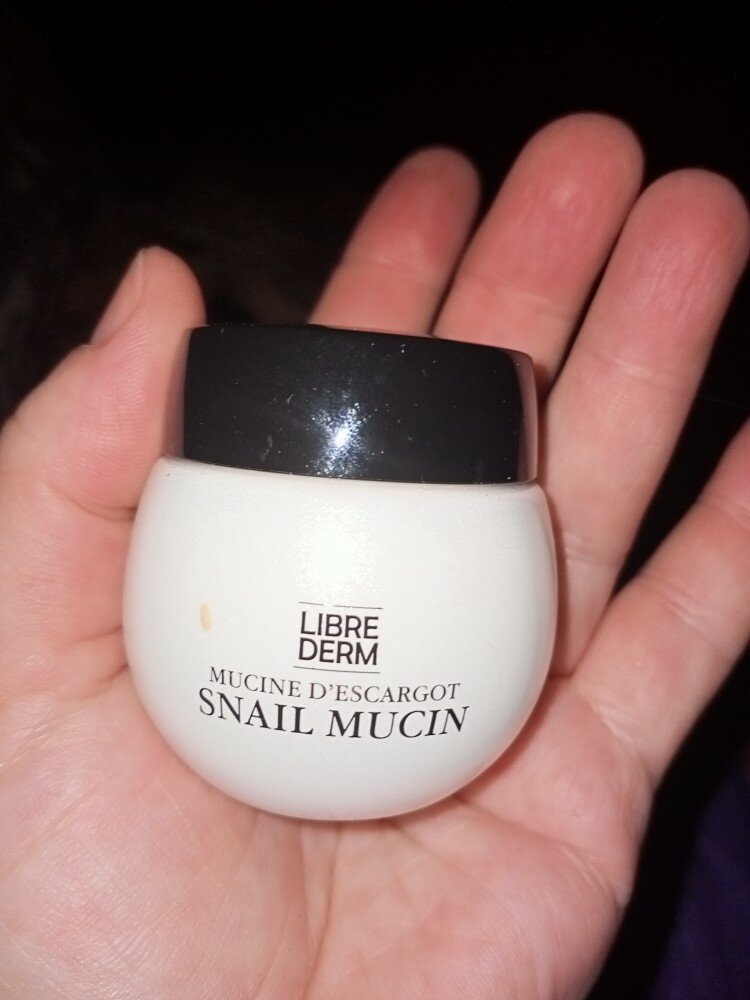 LIBRE
DERM
MUCINE D'ESCARGOT
SNAIL MUCIN